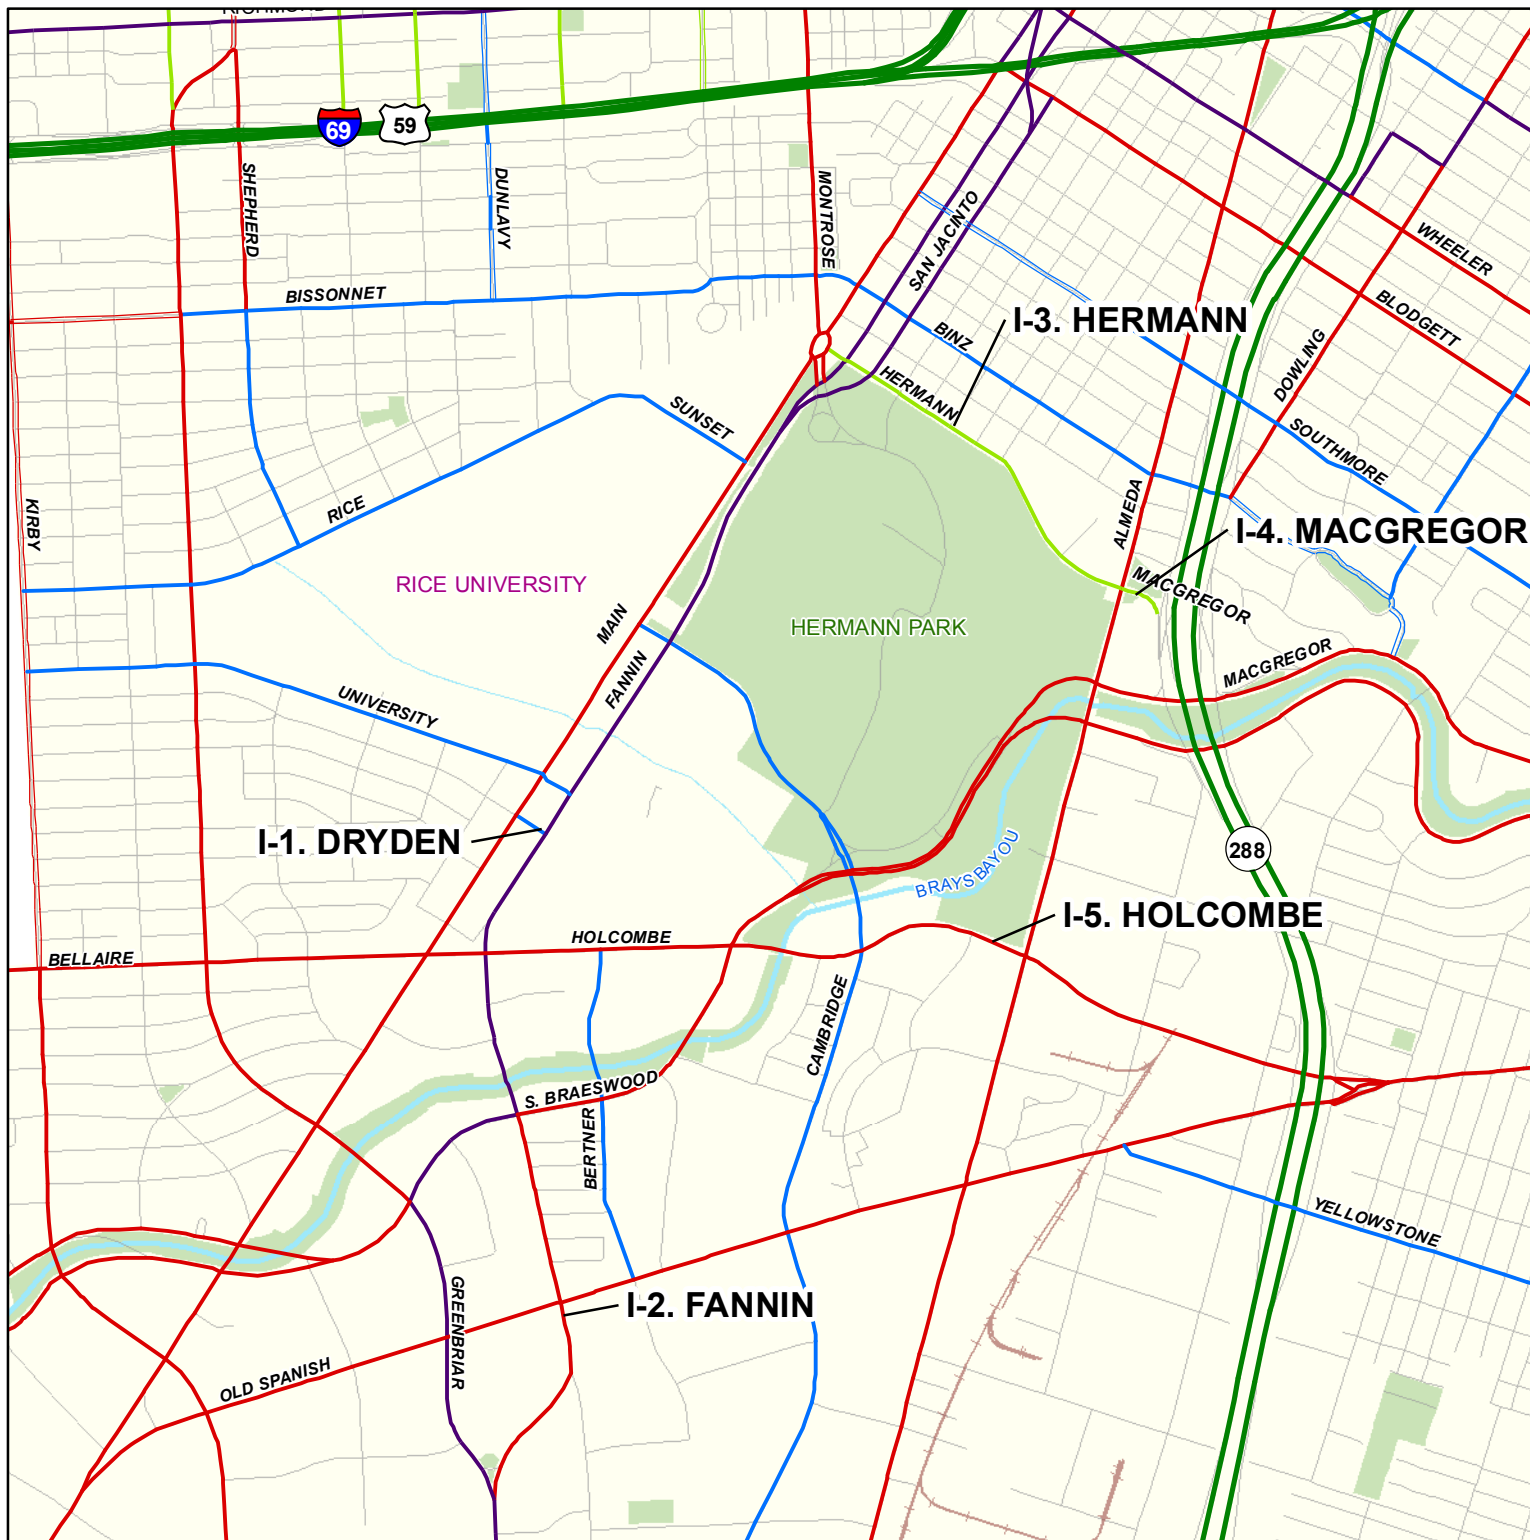 RICHMOND
69
59
SHEPHERD
DUNLAVY
MONTROSE
SAN JACINTO
WHEELER
BISSONNET
BLODGETT
I-3. HERMANN
BINZ
DOWLING
HERMANN
SUNSET
SOUTHMORE
KIRBY
RICE
ALMEDA
I-4. MACGREGOR
RICE UNIVERSITY
MACGREGOR
MAIN
HERMANN PARK
FANNIN
MACGREGOR
UNIVERSITY
I-1. DRYDEN
288
BRAYS BAYOU
I-5. HOLCOMBE
HOLCOMBE
BELLAIRE
CAMBRIDGE
S. BRAESWOOD
BERTNER
YELLOWSTONE
I-2. FANNIN
GREENBRIAR
OLD SPANISH